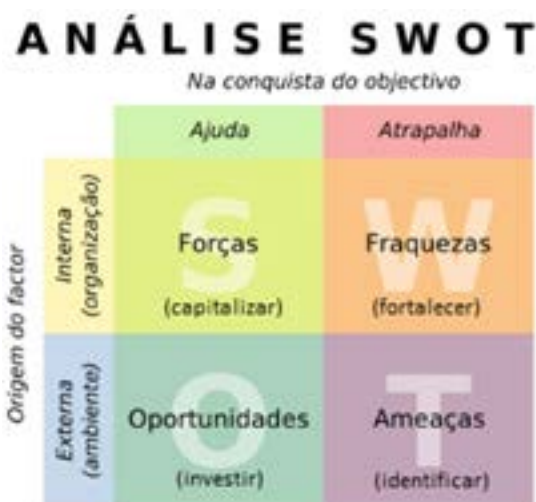 ANÁLISE SWOT
Na conquista do objectivo
Ajuda
Atrapalha
Origem do factor
Interna
(organização)
S
Forças
(capitalizar)
W
Fraquezas
(fortalecer)
Externa
(ambiente)
O
Oportunidades
(investir)
T
Ameaças
(identificar)